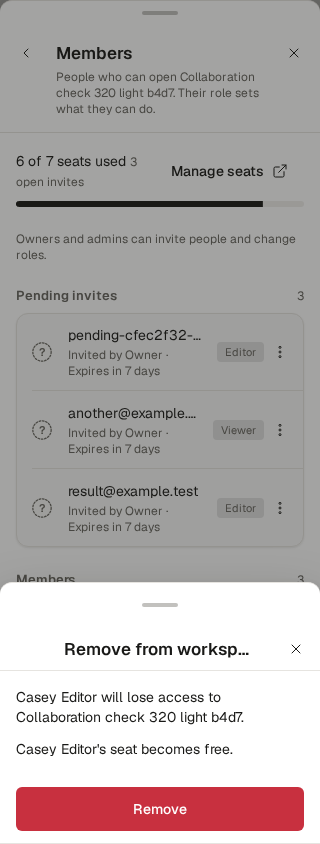 Members
People who can open Collaboration
check 320 light b4d7. Their role sets
what they can do.
6 of 7 seats used 3
open invites
Manage seats
Owners and admins can invite people and change
roles.
Pending invites 3
pending-cfec2f32-...
Invited by Owner ·
Expires in 7 days
Editor
another@example....
Invited by Owner ·
Expires in 7 days
Viewer
result@example.test
Invited by Owner ·
Expires in 7 days
Editor
Members 3
Remove from worksp...
Casey Editor will lose access to
Collaboration check 320 light b4d7.
Casey Editor's seat becomes free.
Remove